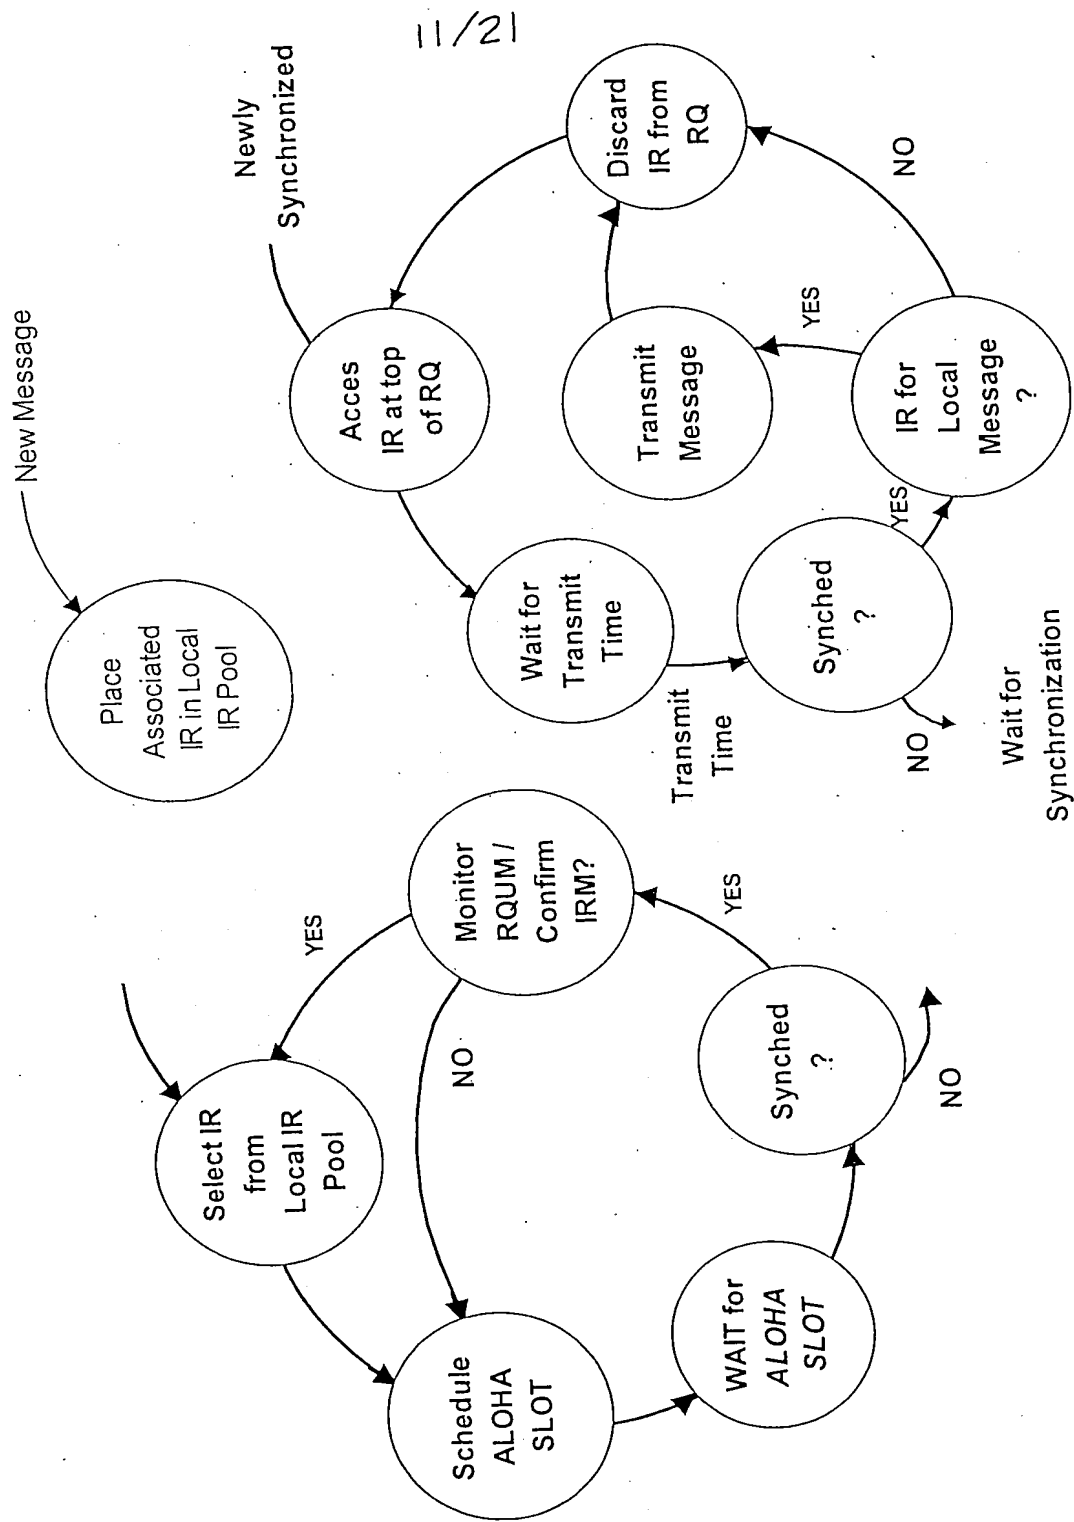 11/21
New Message
Place
Associated
IR in Local
IR Pool
Newly
Synchronized
Select IR
from
Local IR
Pool
YES
Monitor
RQUM /
Confirm
IRM?
NO
Schedule
ALOHA
SLOT
WAIT for
ALOHA
SLOT
Synched
?
YES
NO
Acces
IR at top
of RQ
Wait for
Transmit
Time
Transmit
Time
Synched
?
YES
NO
Wait for
Synchronization
IR for
Local
Message
?
YES
NO
Transmit
Message
Discard
IR from
RQ